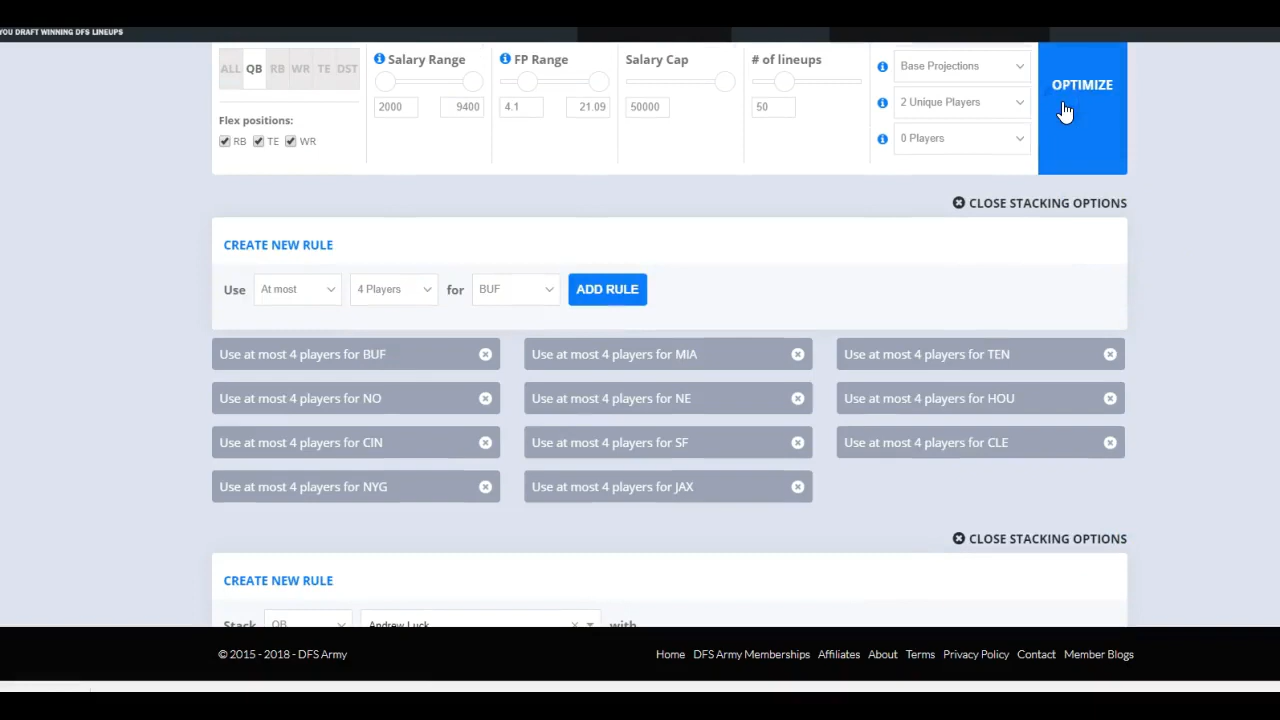 YOU DRAFT WINNING DFS LINEUPS
ALL QB RB WR TE DST
Flex positions:
RB TE WR
Salary Range
2000 9400
FP Range
4.1 21.09
Salary Cap
50000
# of lineups
50
Base Projections
2 Unique Players
0 Players
OPTIMIZE
CLOSE STACKING OPTIONS
CREATE NEW RULE
Use At most 4 Players for BUF ADD RULE
Use at most 4 players for BUF
Use at most 4 players for MIA
Use at most 4 players for TEN
Use at most 4 players for NO
Use at most 4 players for NE
Use at most 4 players for HOU
Use at most 4 players for CIN
Use at most 4 players for SF
Use at most 4 players for CLE
Use at most 4 players for NYG
Use at most 4 players for JAX
CLOSE STACKING OPTIONS
CREATE NEW RULE
Stack QB Andrew Luck with
© 2015 - 2018 - DFS Army
Home DFS Army Memberships Affiliates About Terms Privacy Policy Contact Member Blogs